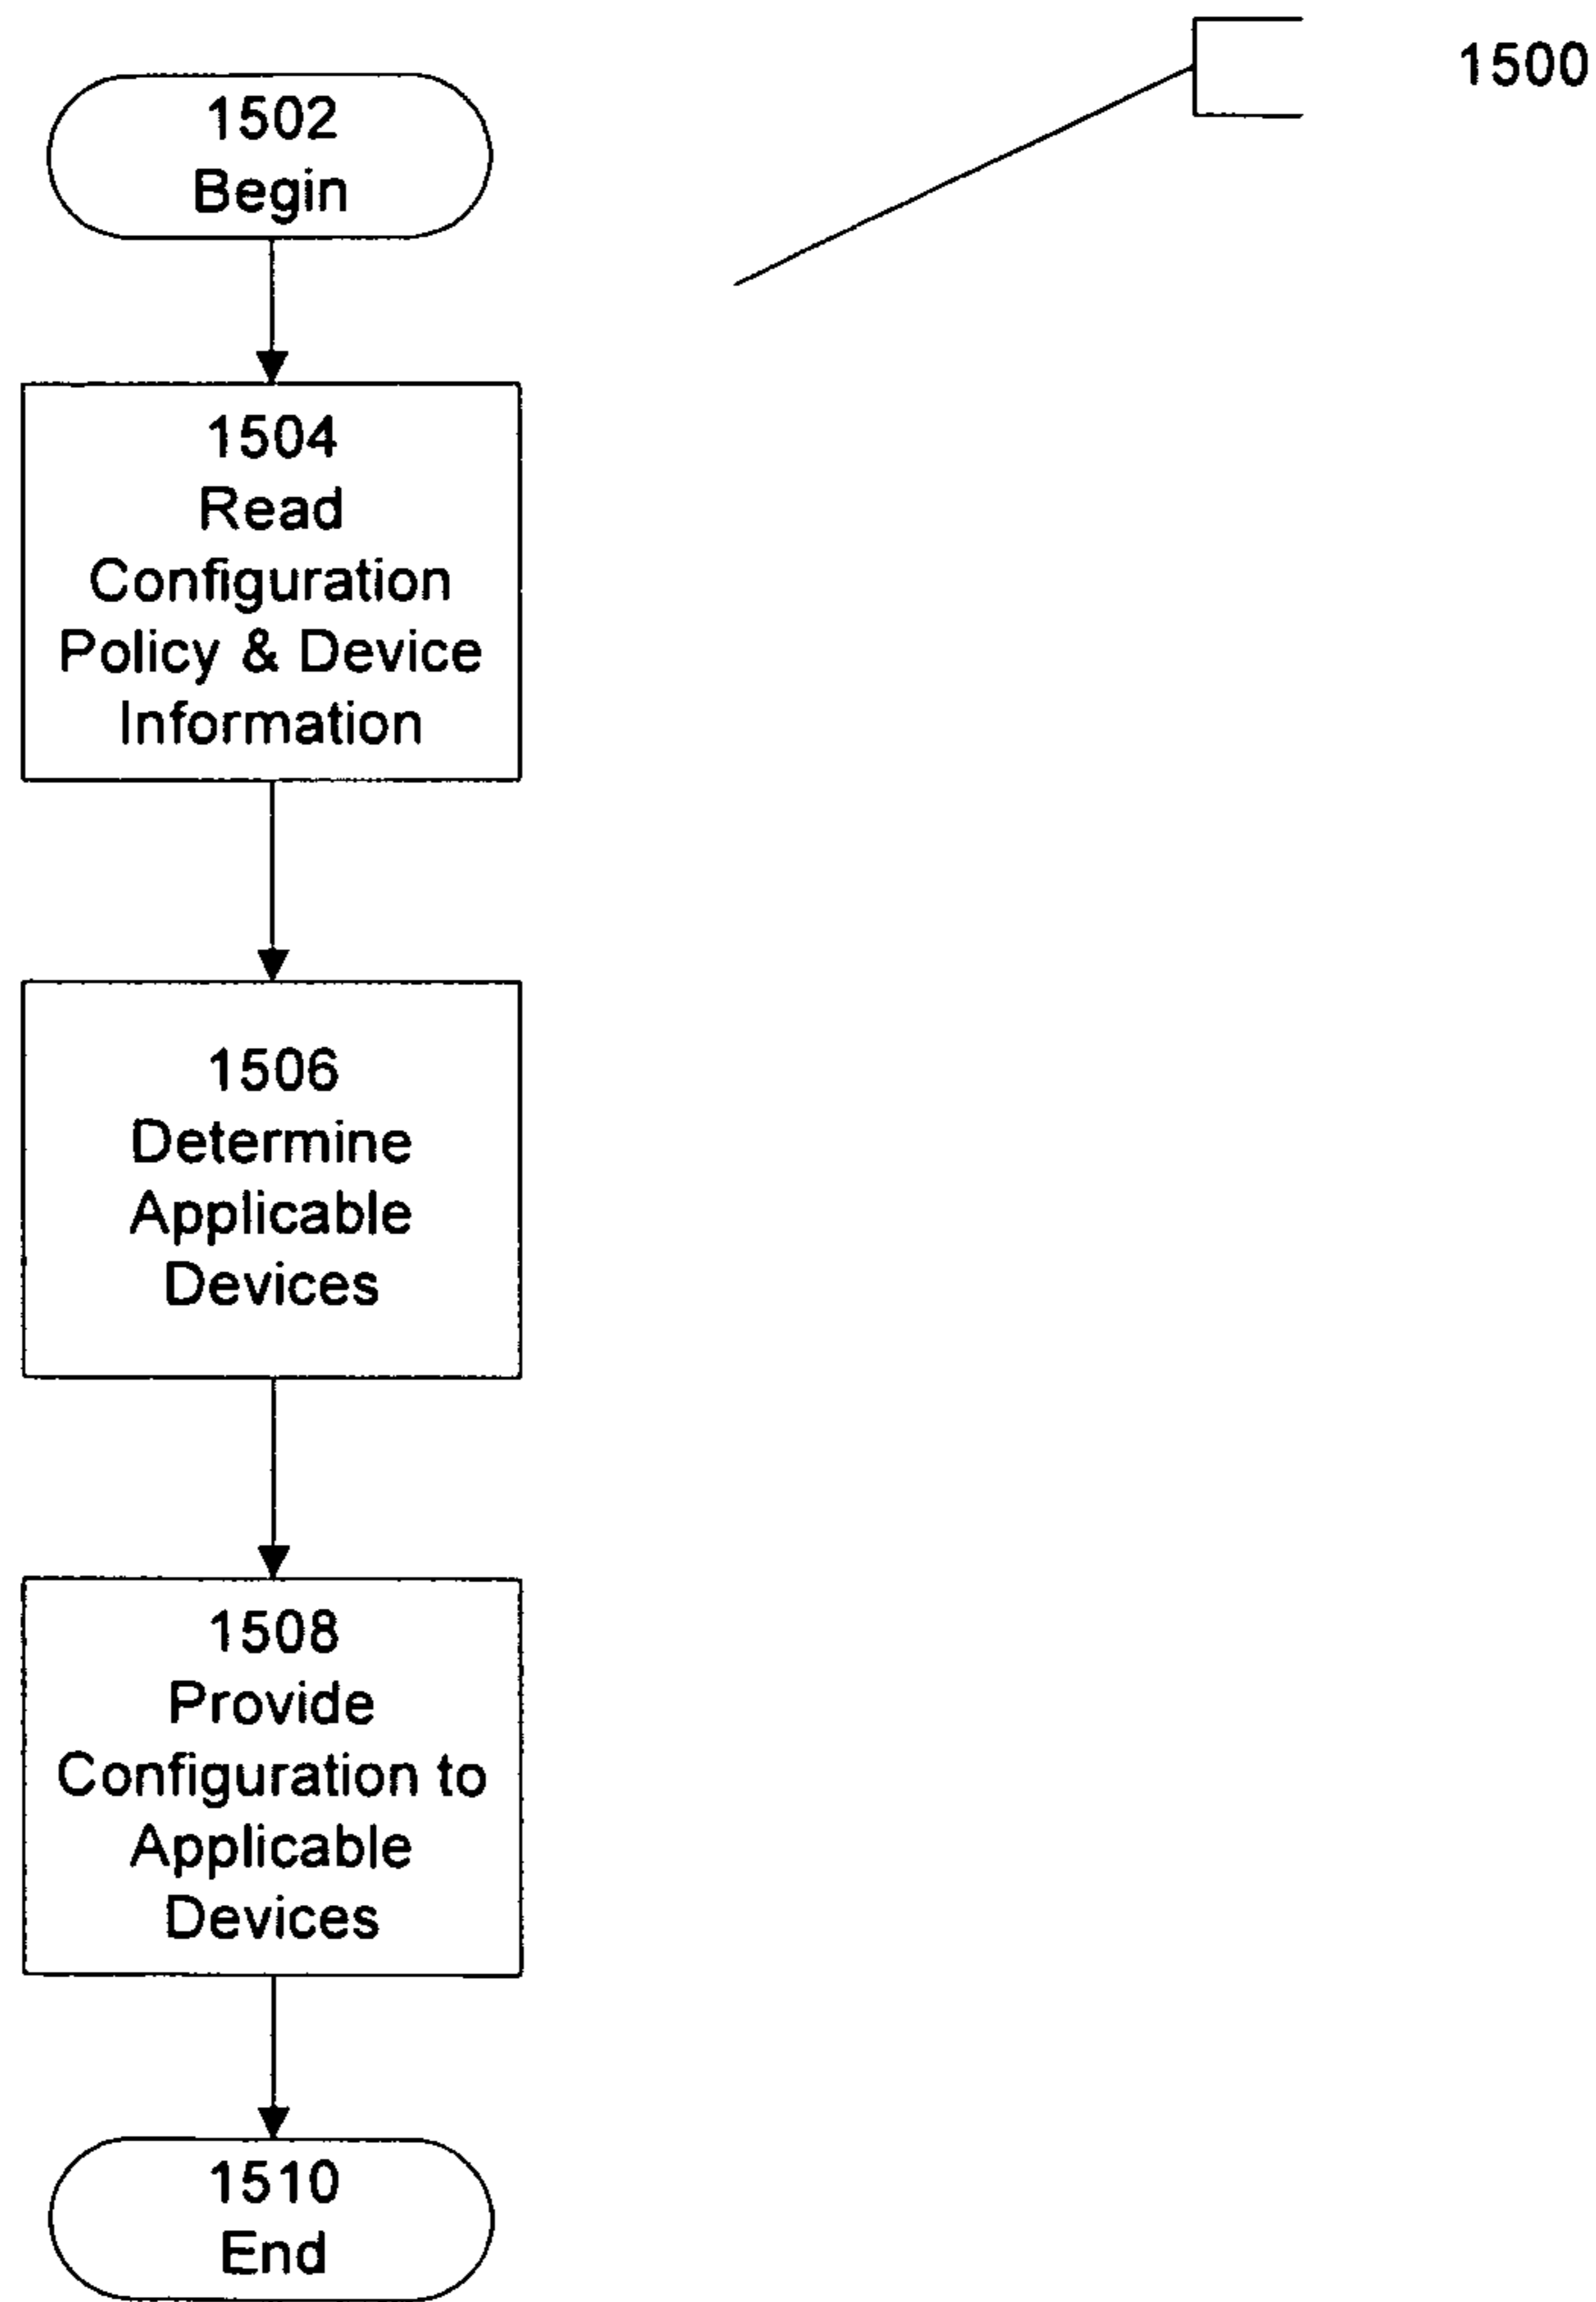 1500
1502
Begin
1504
Read
Configuration
Policy & Device
Information
1506
Determine
Applicable
Devices
1508
Provide
Configuration to
Applicable
Devices
1510
End